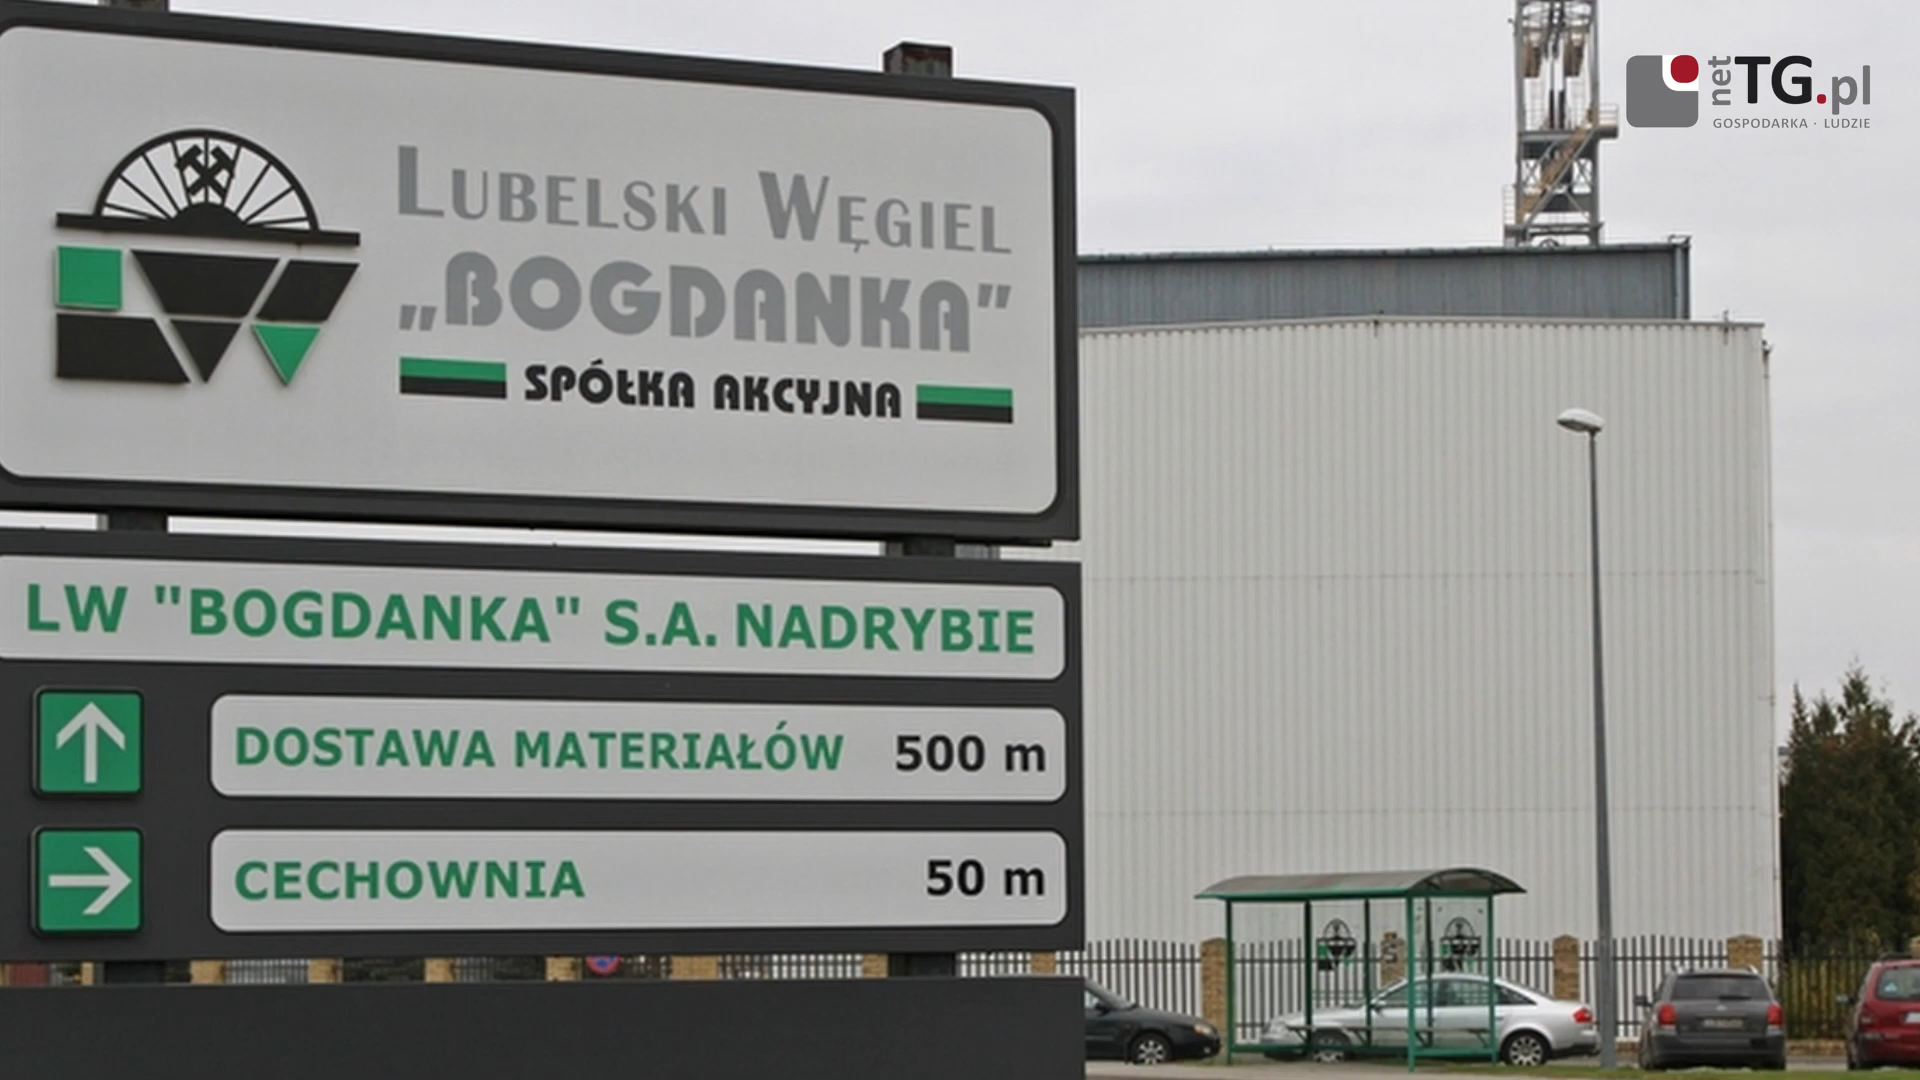 LUBELSKI WĘGIEL
„BOGDANKA”
SPÓŁKA AKCYJNA
LW "BOGDANKA" S.A. NADRYBIE
DOSTAWA MATERIAŁÓW 500 m
CECHOWNIA 50 m
netTG.pl
GOSPODARKA · LUDZIE